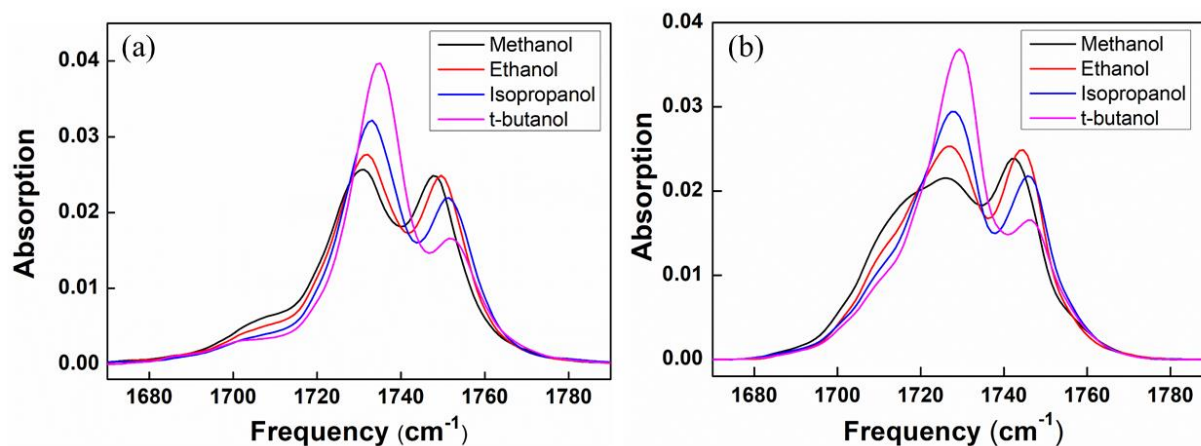 (a)
Methanol
Ethanol
Isopropanol
t-butanol
0.04
0.03
0.02
0.01
0.00
Absorption
1680 1700 1720 1740 1760 1780
Frequency (cm⁻¹)
(b)
Methanol
Ethanol
Isopropanol
t-butanol
0.04
0.03
0.02
0.01
0.00
Absorption
1680 1700 1720 1740 1760 1780
Frequency (cm⁻¹)